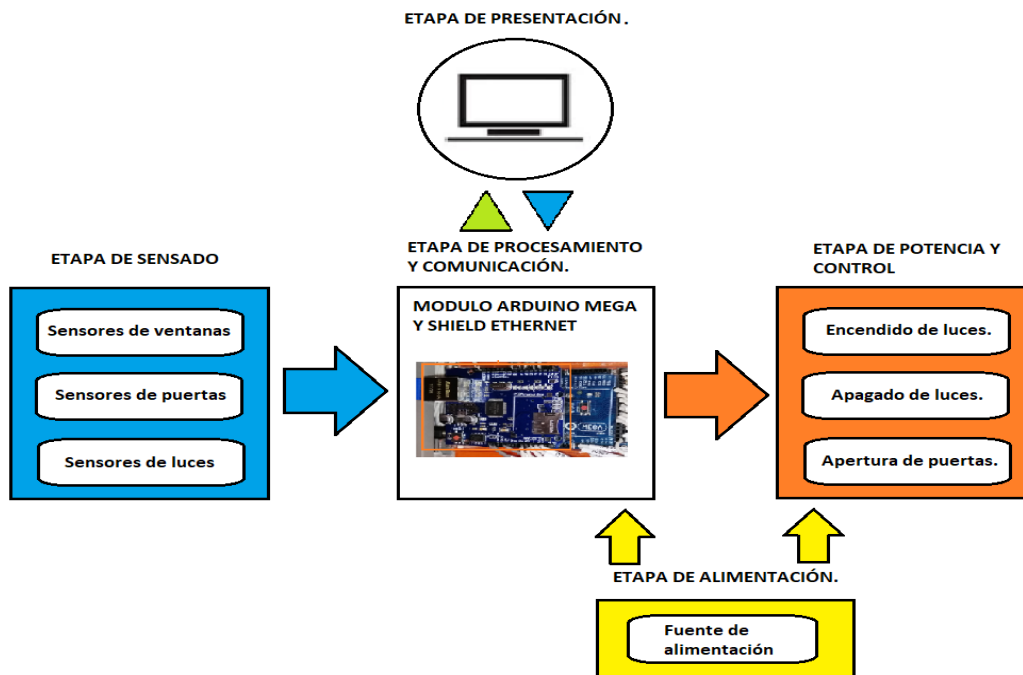 ETAPA DE PRESENTACIÓN.
ETAPA DE SENSADO
Sensores de ventanas
Sensores de puertas
Sensores de luces
ETAPA DE PROCESAMIENTO
Y COMUNICACIÓN.
MODULO ARDUINO MEGA
Y SHIELD ETHERNET
ETAPA DE POTENCIA Y
CONTROL
Encendido de luces.
Apagado de luces.
Apertura de puertas.
ETAPA DE ALIMENTACIÓN.
Fuente de
alimentación